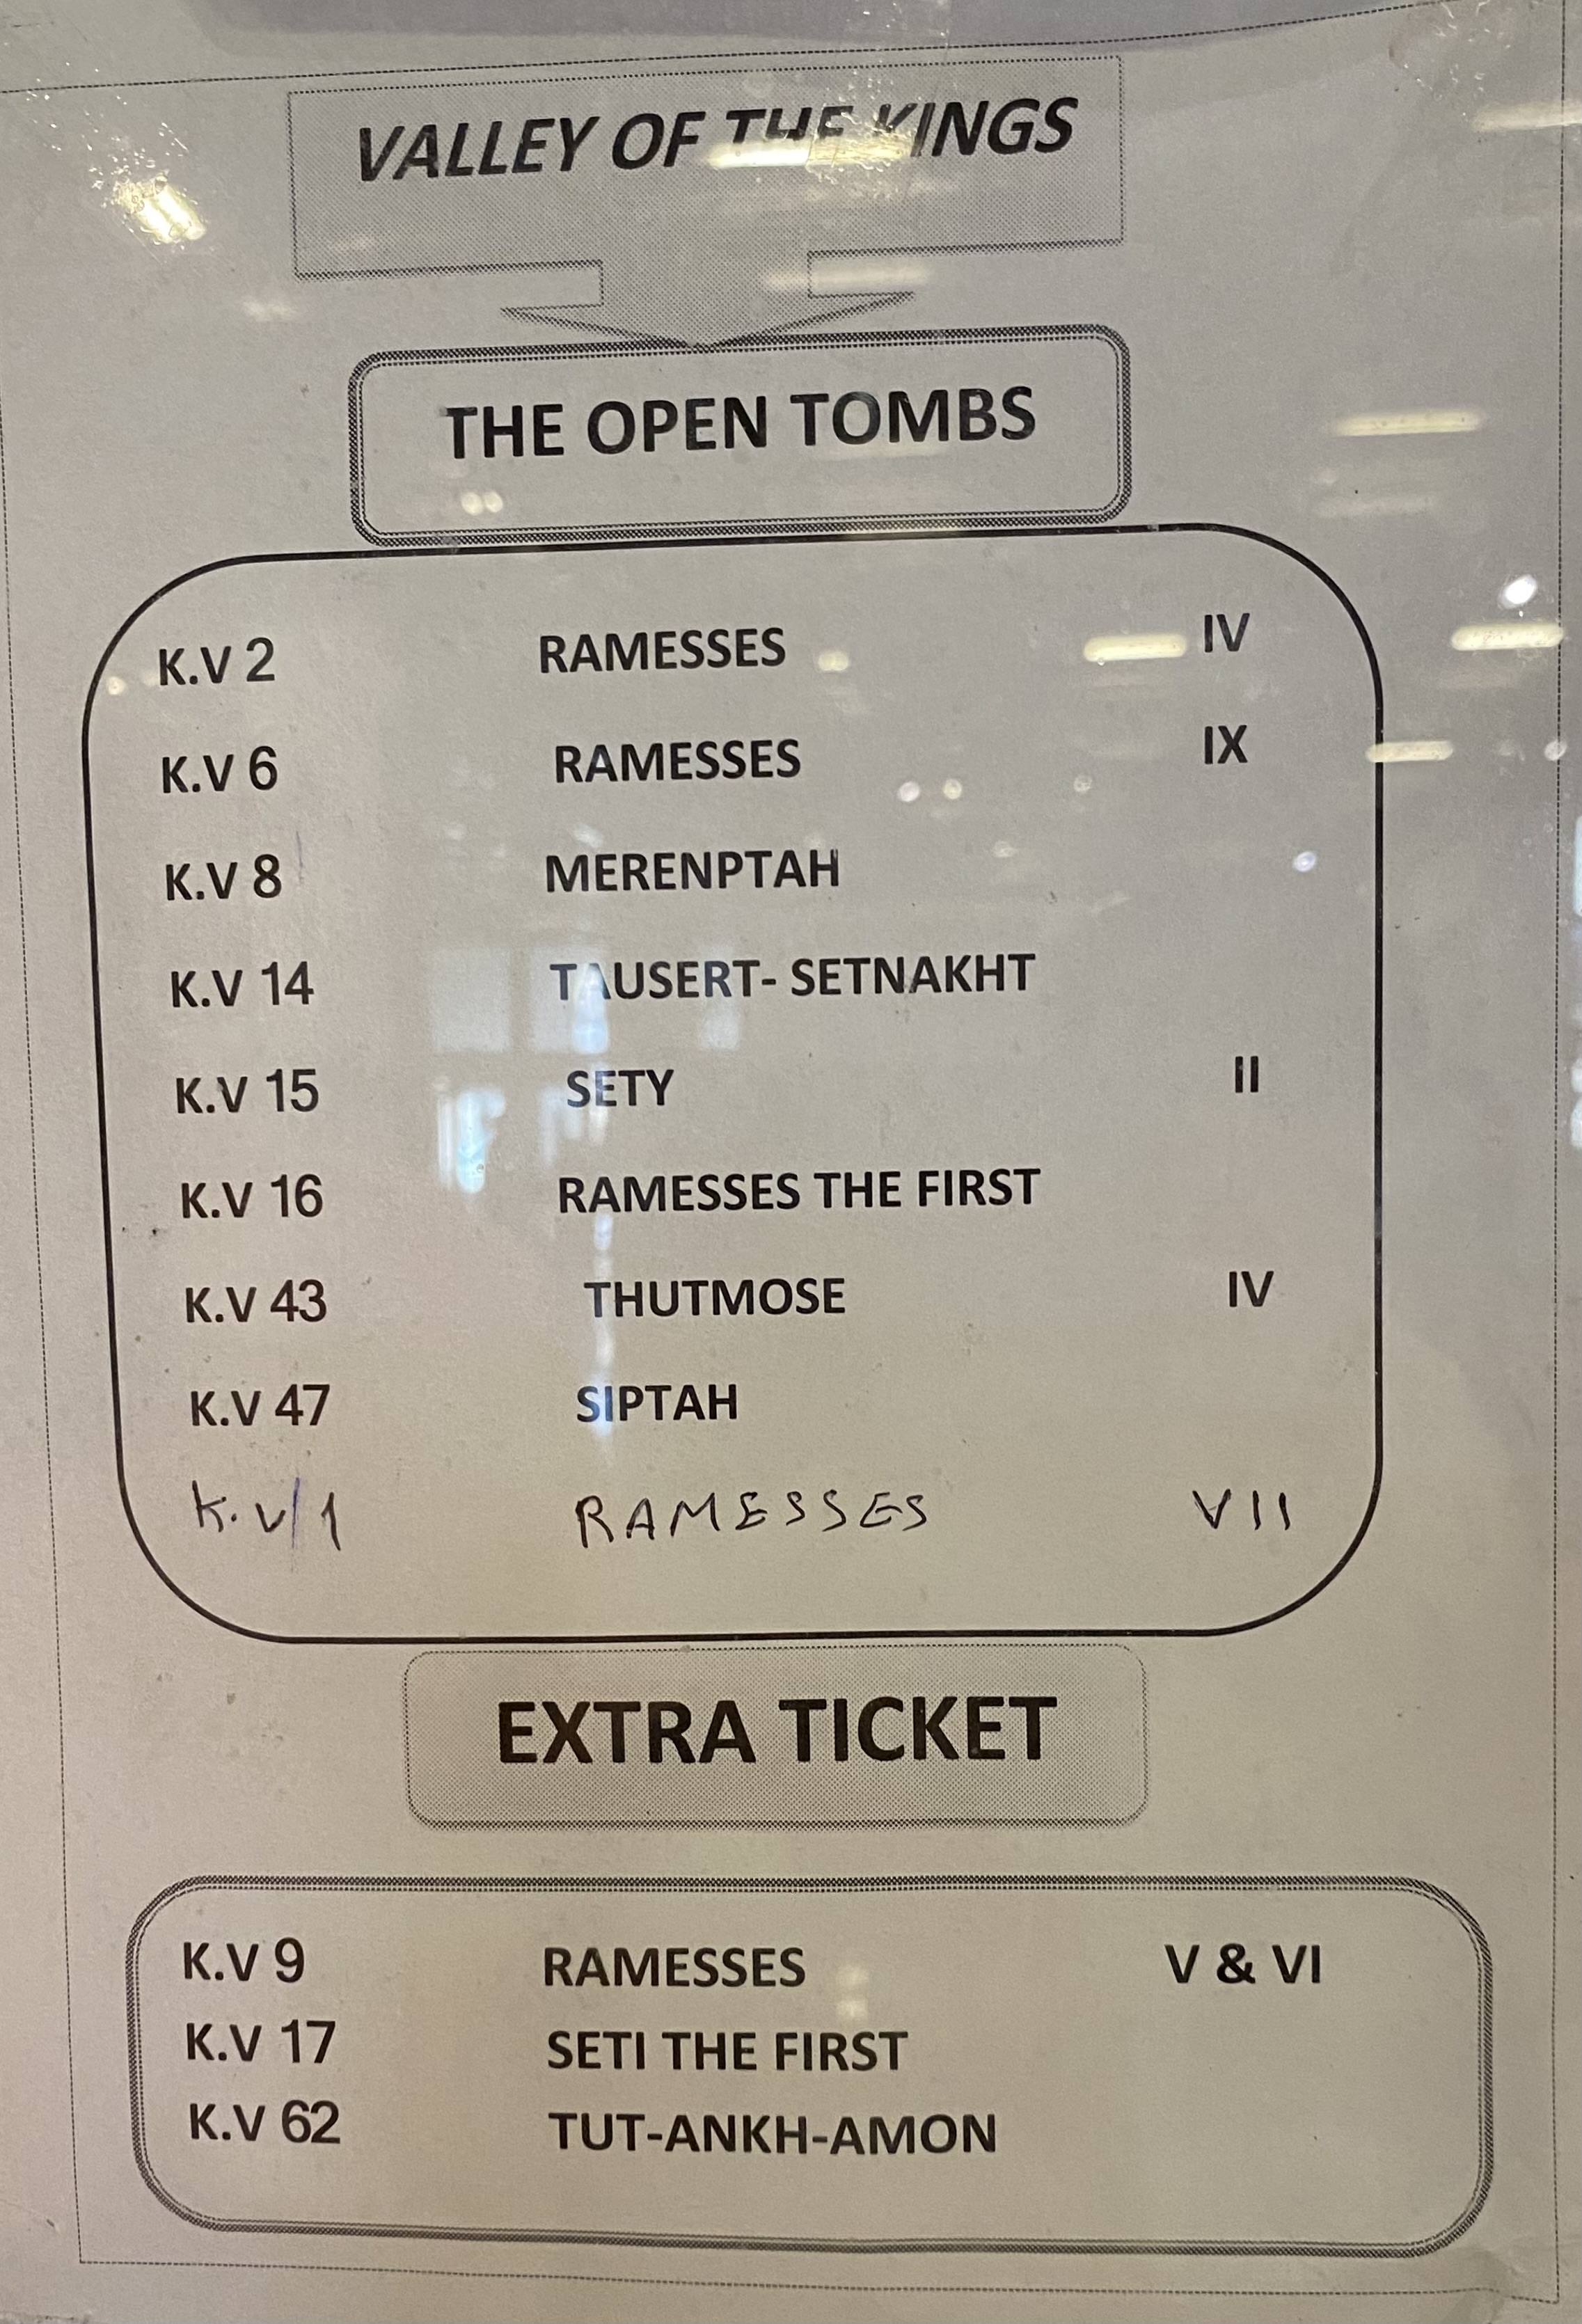 VALLEY OF THE KINGS
THE OPEN TOMBS
K.V 2 RAMESSES IV
K.V 6 RAMESSES IX
K.V 8 MERENPTAH
K.V 14 TAUSERT- SETNAKHT
K.V 15 SETY II
K.V 16 RAMESSES THE FIRST
K.V 43 THUTMOSE IV
K.V 47 SIPTAH
K.V/1 RAMESSES VII
EXTRA TICKET
K.V 9 RAMESSES V & VI
K.V 17 SETI THE FIRST
K.V 62 TUT-ANKH-AMON